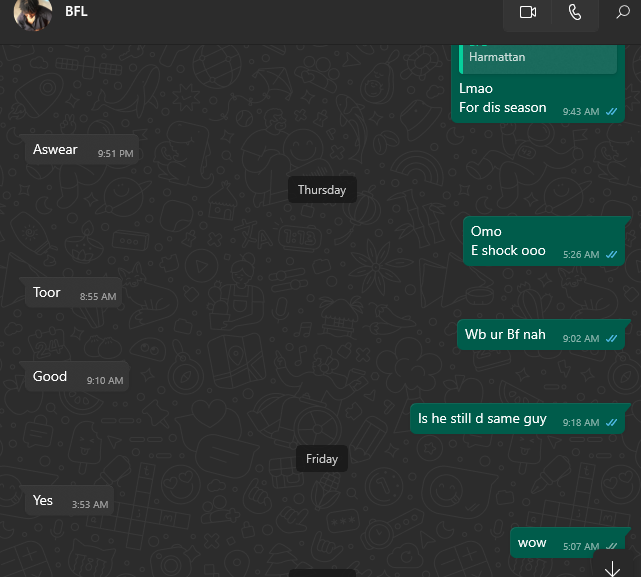 BFL
Harmattan
Lmao
For dis season
9:43 AM
Aswear
9:51 PM
Thursday
Omo
E shock ooo
5:26 AM
Toor
8:55 AM
Wb ur Bf nah
9:02 AM
Good
9:10 AM
Is he still d same guy
9:18 AM
Friday
Yes
3:53 AM
wow
5:07 AM